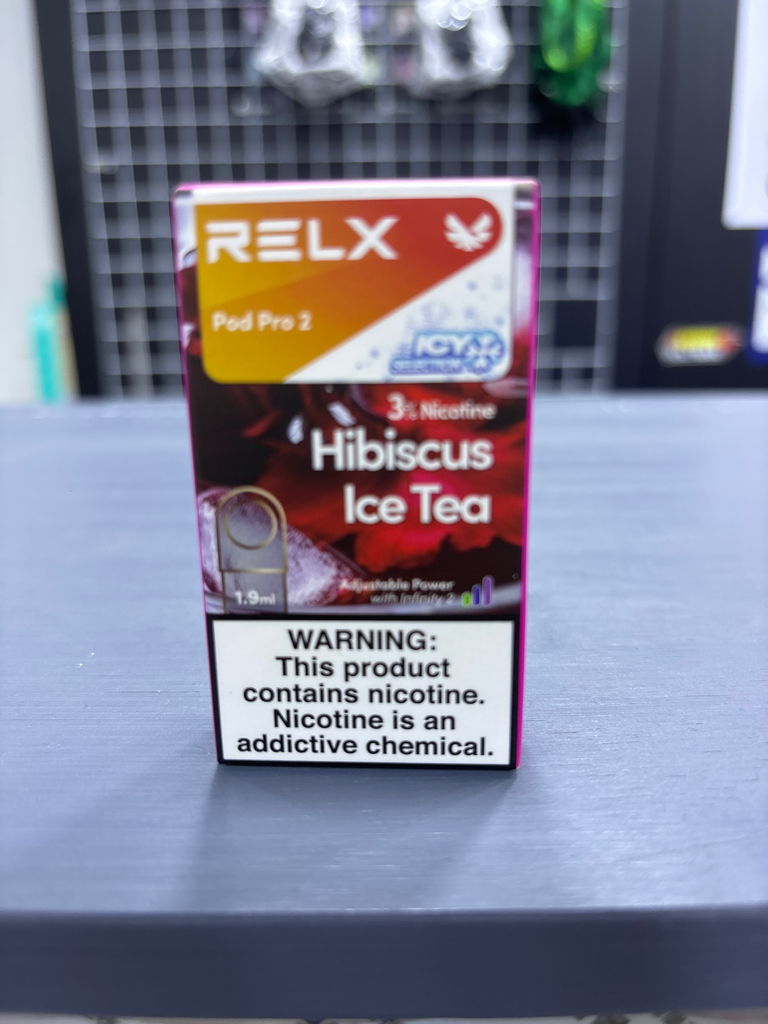 RELX
Pod Pro 2
ICY
SELECTION
3% Nicotine
Hibiscus
Ice Tea
Adjustable Power
with Infinity 2
1.9ml
WARNING:
This product
contains nicotine.
Nicotine is an
addictive chemical.